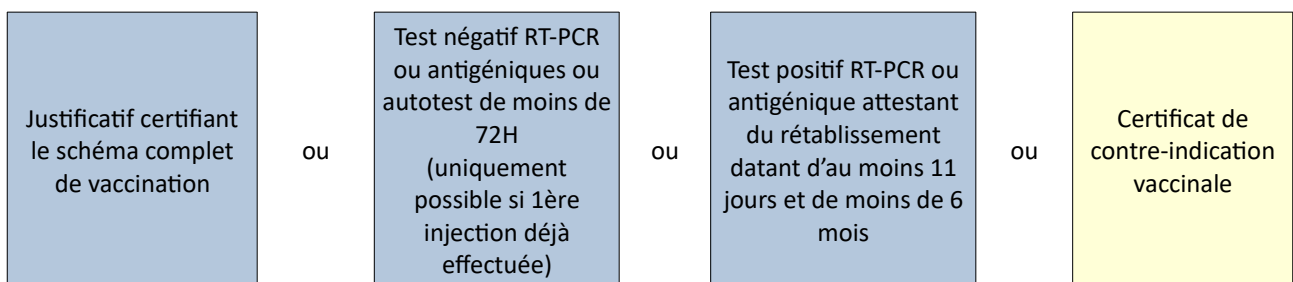 Justificatif certifiant
le schéma complet
de vaccination
ou
Test négatif RT-PCR
ou antigéniques ou
autotest de moins de
72H
(uniquement
possible si 1ère
injection déjà
effectuée)
ou
Test positif RT-PCR ou
antigénique attestant
du rétablissement
datant d’au moins 11
jours et de moins de 6
mois
ou
Certificat de
contre-indication
vaccinale